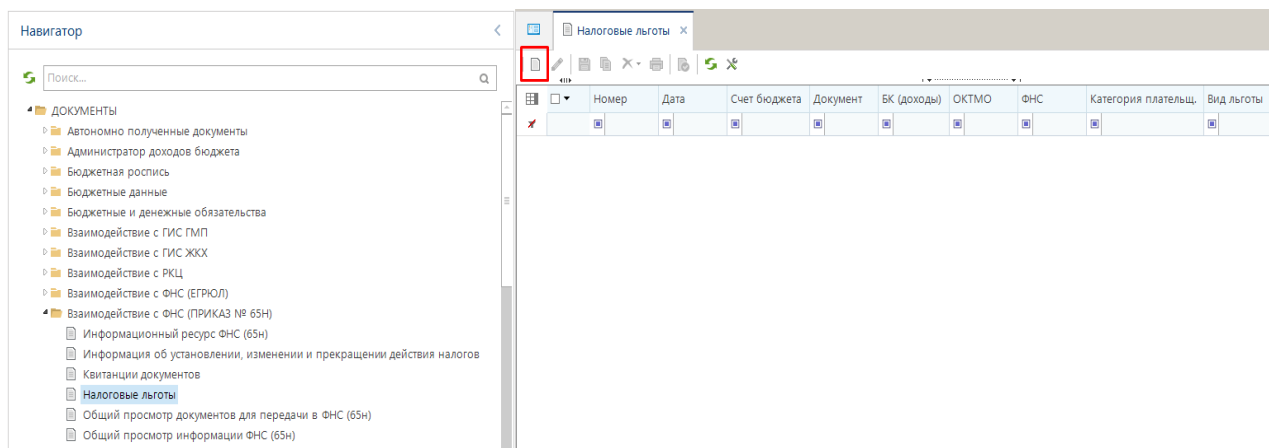 Навигатор
Поиск...
ДОКУМЕНТЫ
Автономно полученные документы
Администратор доходов бюджета
Бюджетная роспись
Бюджетные данные
Бюджетные и денежные обязательства
Взаимодействие с ГИС ГМП
Взаимодействие с ГИС ЖКХ
Взаимодействие с РКЦ
Взаимодействие с ФНС (ЕГРЮЛ)
Взаимодействие с ФНС (ПРИКАЗ № 65Н)
Информационный ресурс ФНС (65н)
Информация об установлении, изменении и прекращении действия налогов
Квитанции документов
Налоговые льготы
Общий просмотр документов для передачи в ФНС (65н)
Общий просмотр информации ФНС (65н)
Налоговые льготы
Номер Дата Счет бюджета Документ БК (доходы) ОКТМО ФНС Категория плательщ. Вид льготы